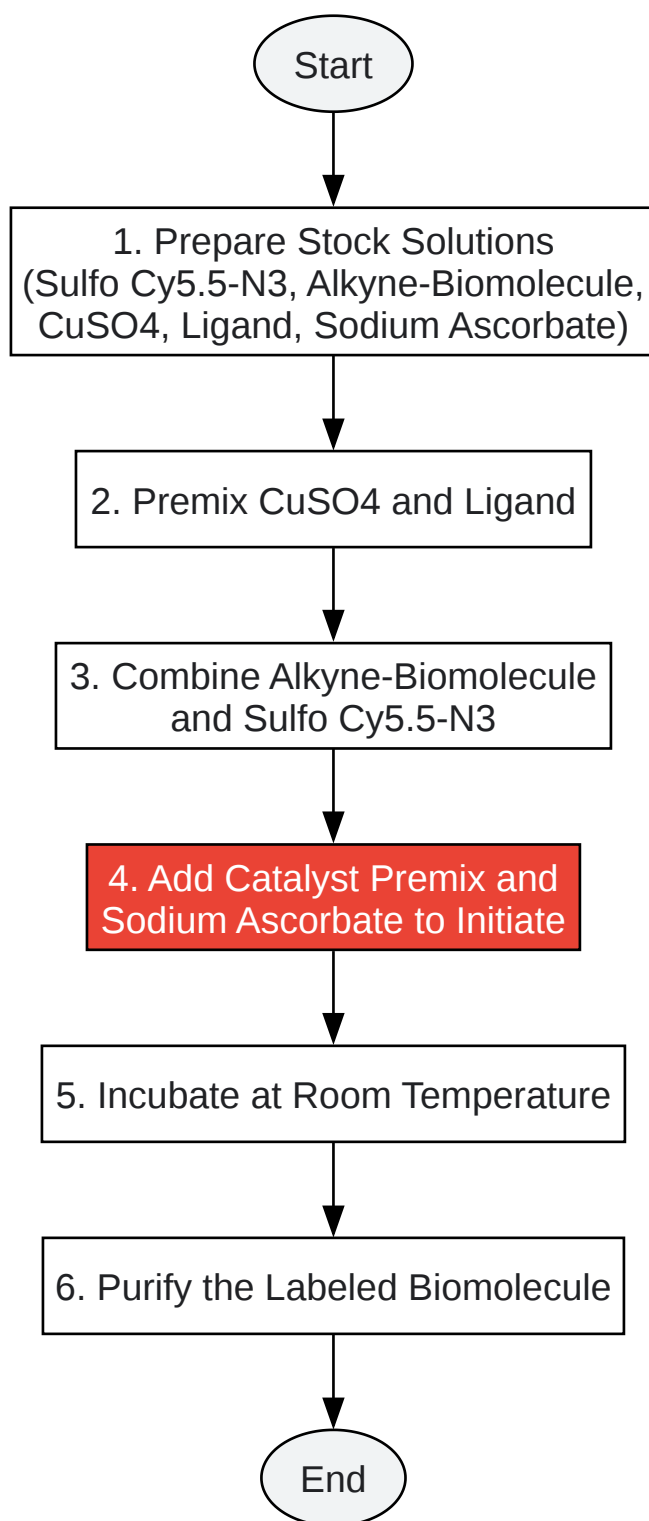 Start
1. Prepare Stock Solutions
(Sulfo Cy5.5-N3, Alkyne-Biomolecule,
CuSO4, Ligand, Sodium Ascorbate)
2. Premix CuSO4 and Ligand
3. Combine Alkyne-Biomolecule
and Sulfo Cy5.5-N3
4. Add Catalyst Premix and
Sodium Ascorbate to Initiate
5. Incubate at Room Temperature
6. Purify the Labeled Biomolecule
End